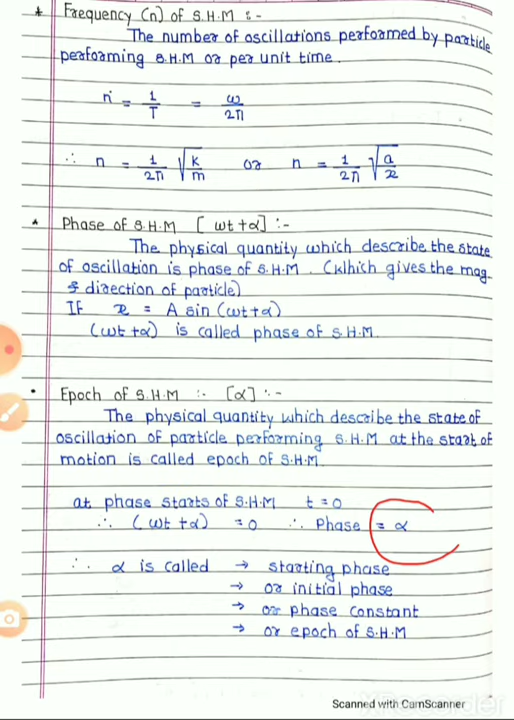 * Frequency (n) of S.H.M :-
The number of oscillations performed by particle
performing S.H.M or per unit time.
n = 1/T = ω/2π
∴ n = 1/2π √k/m or n = 1/2π √a/x
* Phase of S.H.M [ωt+α] :-
The physical quantity which describe the state
of oscillation is phase of S.H.M. (Which gives the mag-
& direction of particle)
If x = A sin (ωt+α)
(ωt+α) is called phase of S.H.M.
• Epoch of S.H.M :- [α] :-
The physical quantity which describe the state of
oscillation of particle performing S.H.M at the start of
motion is called epoch of S.H.M.
at phase starts of S.H.M t=0
∴ (ωt+α) =0 ∴ Phase = α
∴ α is called → starting phase
→ or initial phase
→ or phase constant
→ or epoch of S.H.M
Scanned with CamScanner